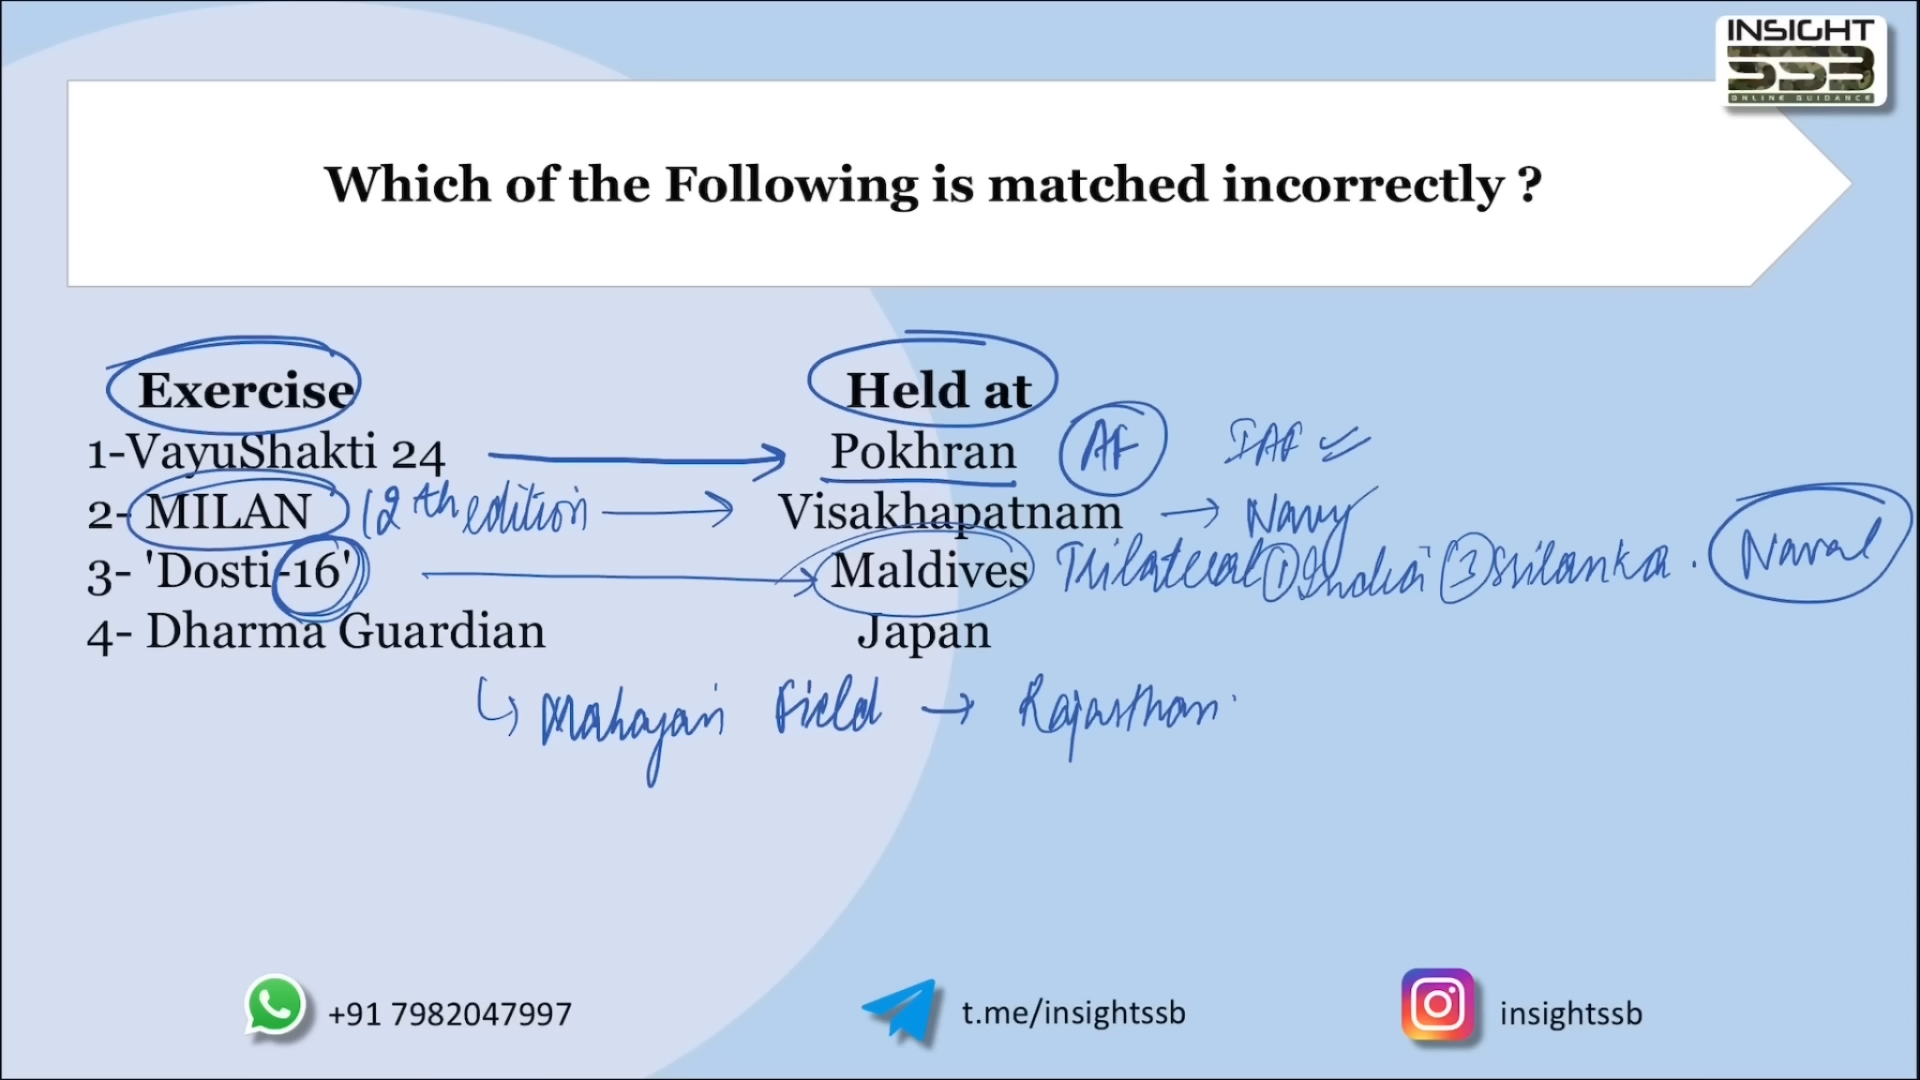 INSIGHT
SSB
ONLINE GUIDANCE
Which of the Following is matched incorrectly ?
Exercise Held at
1-VayuShakti 24 Pokhran AF IAF
2- MILAN 12th edition Visakhapatnam Navy
3- 'Dosti-16' Maldives Trilateral ① India ③ Srilanka. Naval
4- Dharma Guardian Japan
Mahajan Field → Rajasthan
+91 7982047997 t.me/insightssb insightssb